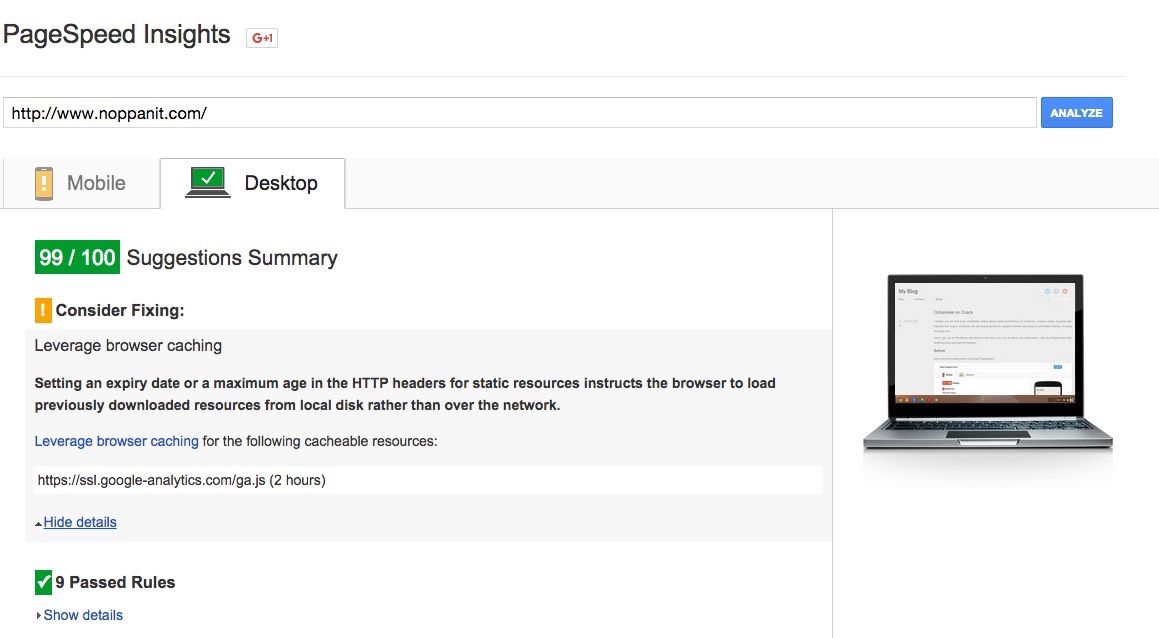 PageSpeed Insights G+1
http://www.noppanit.com/
ANALYZE
Mobile
Desktop
99 / 100 Suggestions Summary
! Consider Fixing:
Leverage browser caching
Setting an expiry date or a maximum age in the HTTP headers for static resources instructs the browser to load
previously downloaded resources from local disk rather than over the network.
Leverage browser caching for the following cacheable resources:
https://ssl.google-analytics.com/ga.js (2 hours)
Hide details
9 Passed Rules
Show details
My Blog
Octopress on Crack
Before